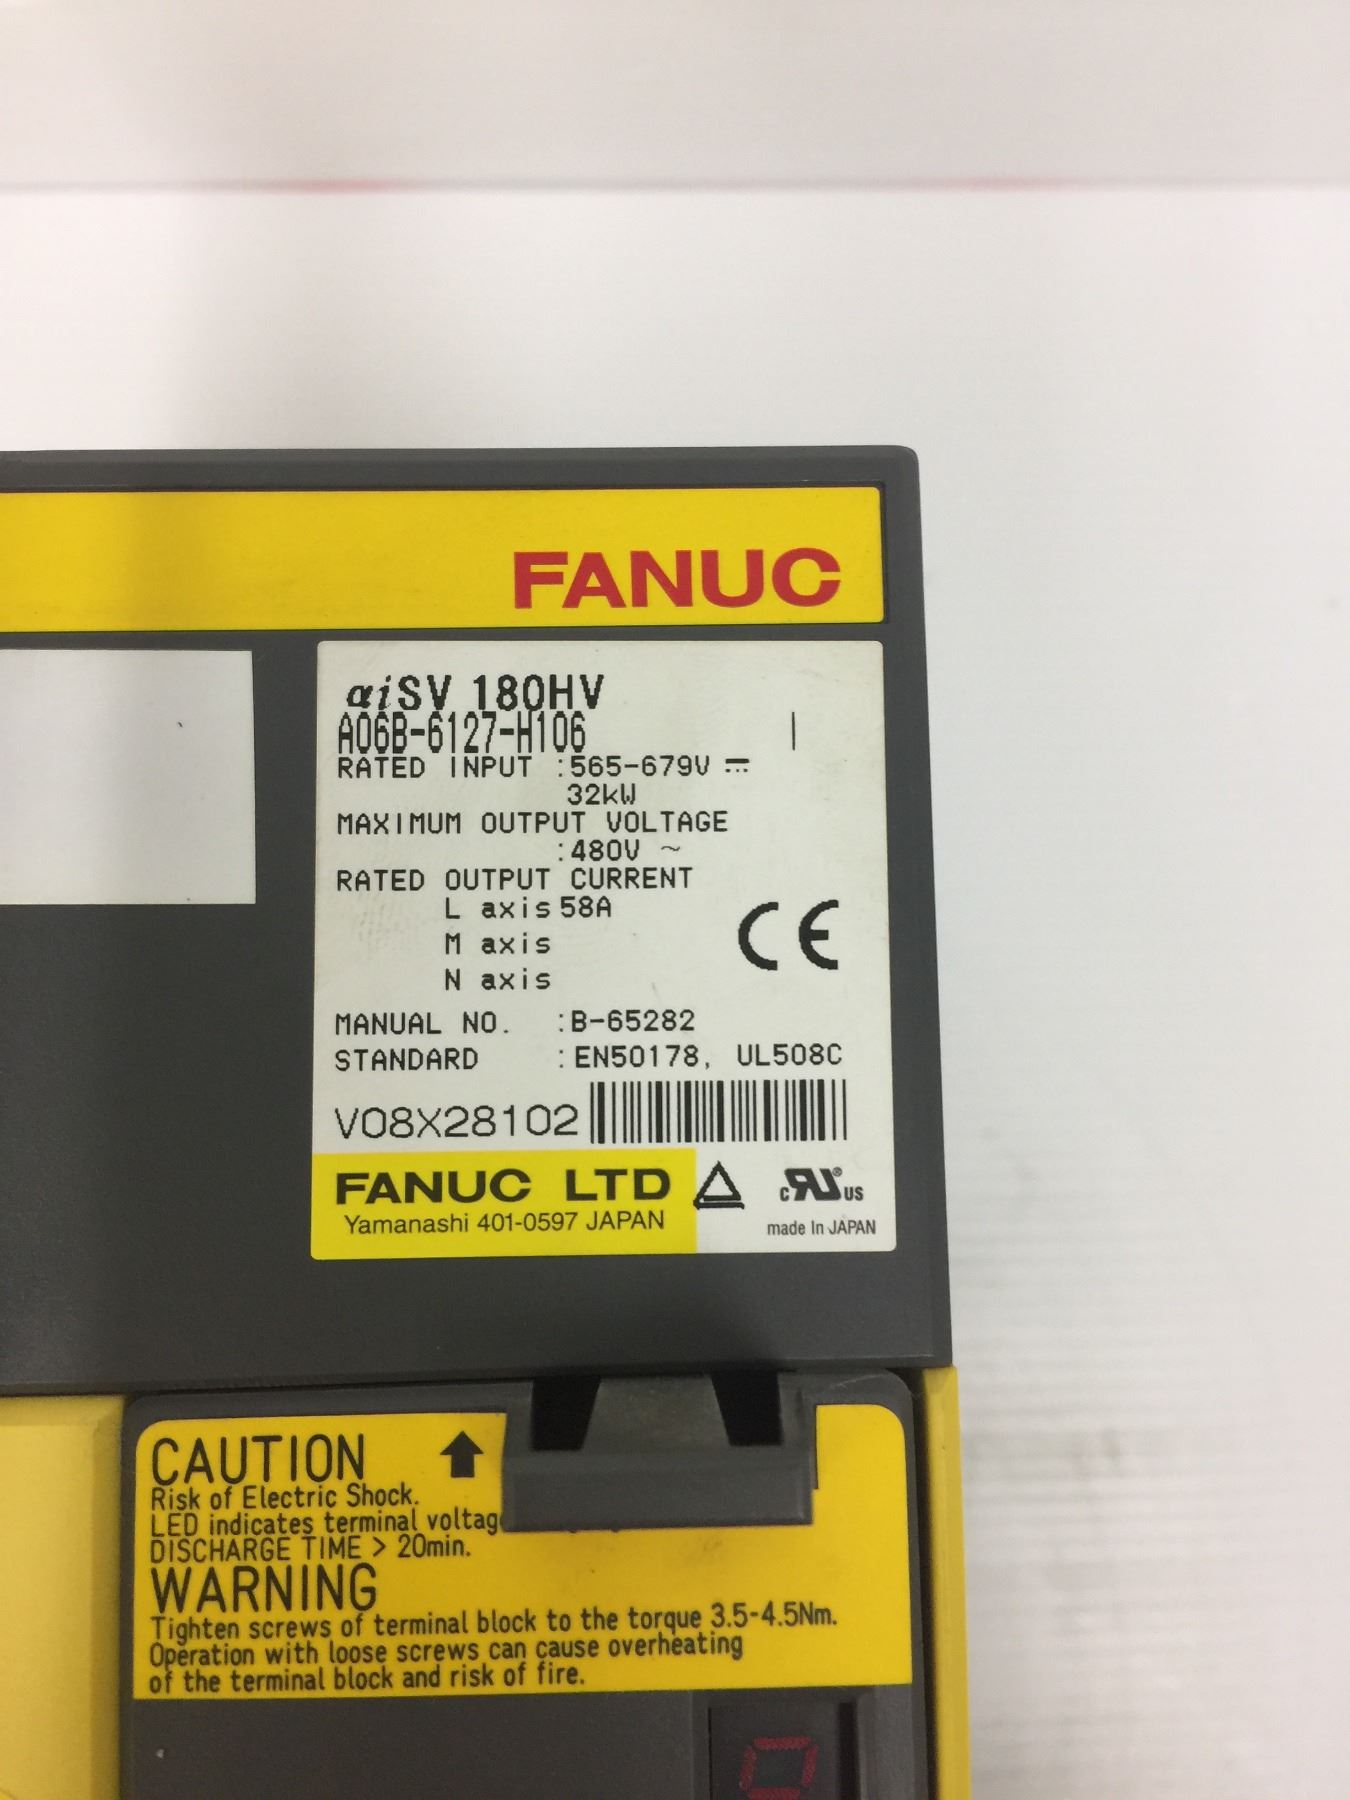 FANUC
αiSV 180HV
A06B-6127-H106
RATED INPUT :565-679V ⎓
32kW
MAXIMUM OUTPUT VOLTAGE
:480V ~
RATED OUTPUT CURRENT
L axis 58A
M axis
N axis
CE
MANUAL NO. :B-65282
STANDARD :EN50178, UL508C
V08X28102
FANUC LTD
Yamanashi 401-0597 JAPAN
c RU® US
made In JAPAN
CAUTION
Risk of Electric Shock.
LED indicates terminal voltag
DISCHARGE TIME > 20min.
WARNING
Tighten screws of terminal block to the torque 3.5-4.5Nm.
Operation with loose screws can cause overheating
of the terminal block and risk of fire.